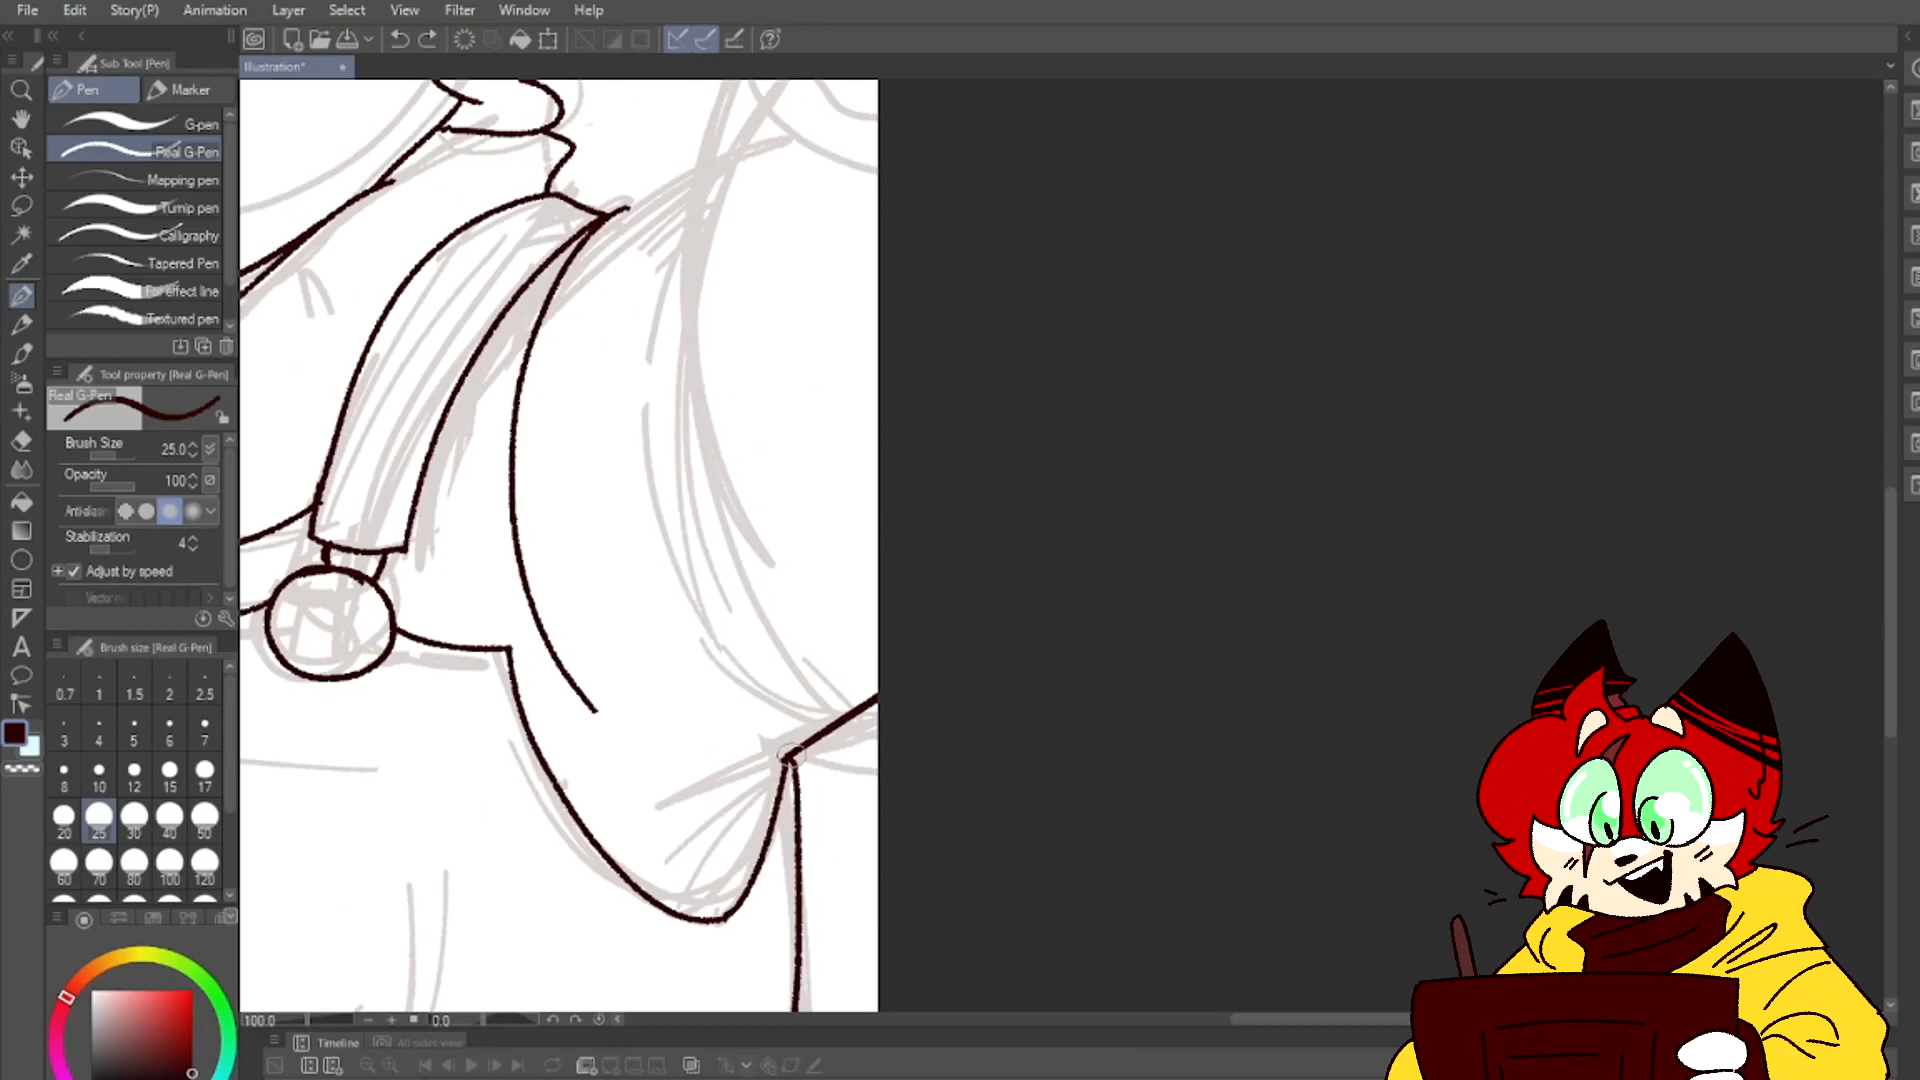 File Edit Story(P) Animation Layer Select View Filter Window Help
Sub Tool [Pen]
Illustration*
Pen Marker
G-pen
Real G-Pen
Mapping pen
Turnip pen
Calligraphy
Tapered Pen
For effect line
Textured pen
Tool property [Real G-Pen]
Real G-Pen
Brush Size 25.0
Opacity 100
Stabilization
4
Adjust by speed
Brush size [Real G-Pen]
0.7 1 1.5 2 2.5
3 4 5 6 7
8 10 12 15 17
20 25 30 40 50
60 70 80 100 120
100.0 0.0
Timeline All sides view